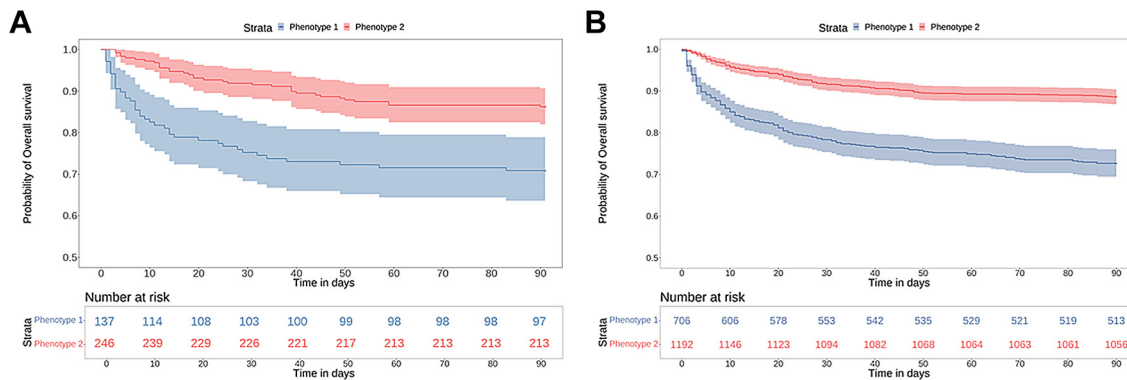 A
Strata Phenotype 1 Phenotype 2
Probability of Overall survival
1.0
0.9
0.8
0.7
0.6
0.5
0 10 20 30 40 50 60 70 80 90
Time in days
Number at risk
Strata
Phenotype 1 137 114 108 103 100 99 98 98 98 97
Phenotype 2 246 239 229 226 221 217 213 213 213 213
0 10 20 30 40 50 60 70 80 90
Time in days
B
Strata Phenotype 1 Phenotype 2
Probability of Overall survival
1.0
0.9
0.8
0.7
0.6
0.5
0 10 20 30 40 50 60 70 80 90
Time in days
Number at risk
Strata
Phenotype 1 706 606 578 553 542 535 529 521 519 513
Phenotype 2 1192 1146 1123 1094 1082 1068 1064 1063 1061 1056
0 10 20 30 40 50 60 70 80 90
Time in days